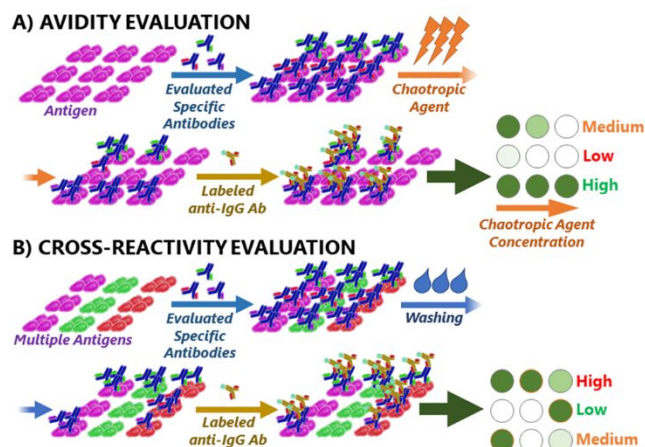 A) AVIDITY EVALUATION
Antigen
Evaluated
Specific
Antibodies
Chaotropic
Agent
Labeled
anti-IgG Ab
Medium
Low
High
Chaotropic Agent
Concentration
B) CROSS-REACTIVITY EVALUATION
Multiple Antigens
Evaluated
Specific
Antibodies
Washing
Labeled
anti-IgG Ab
High
Low
Medium